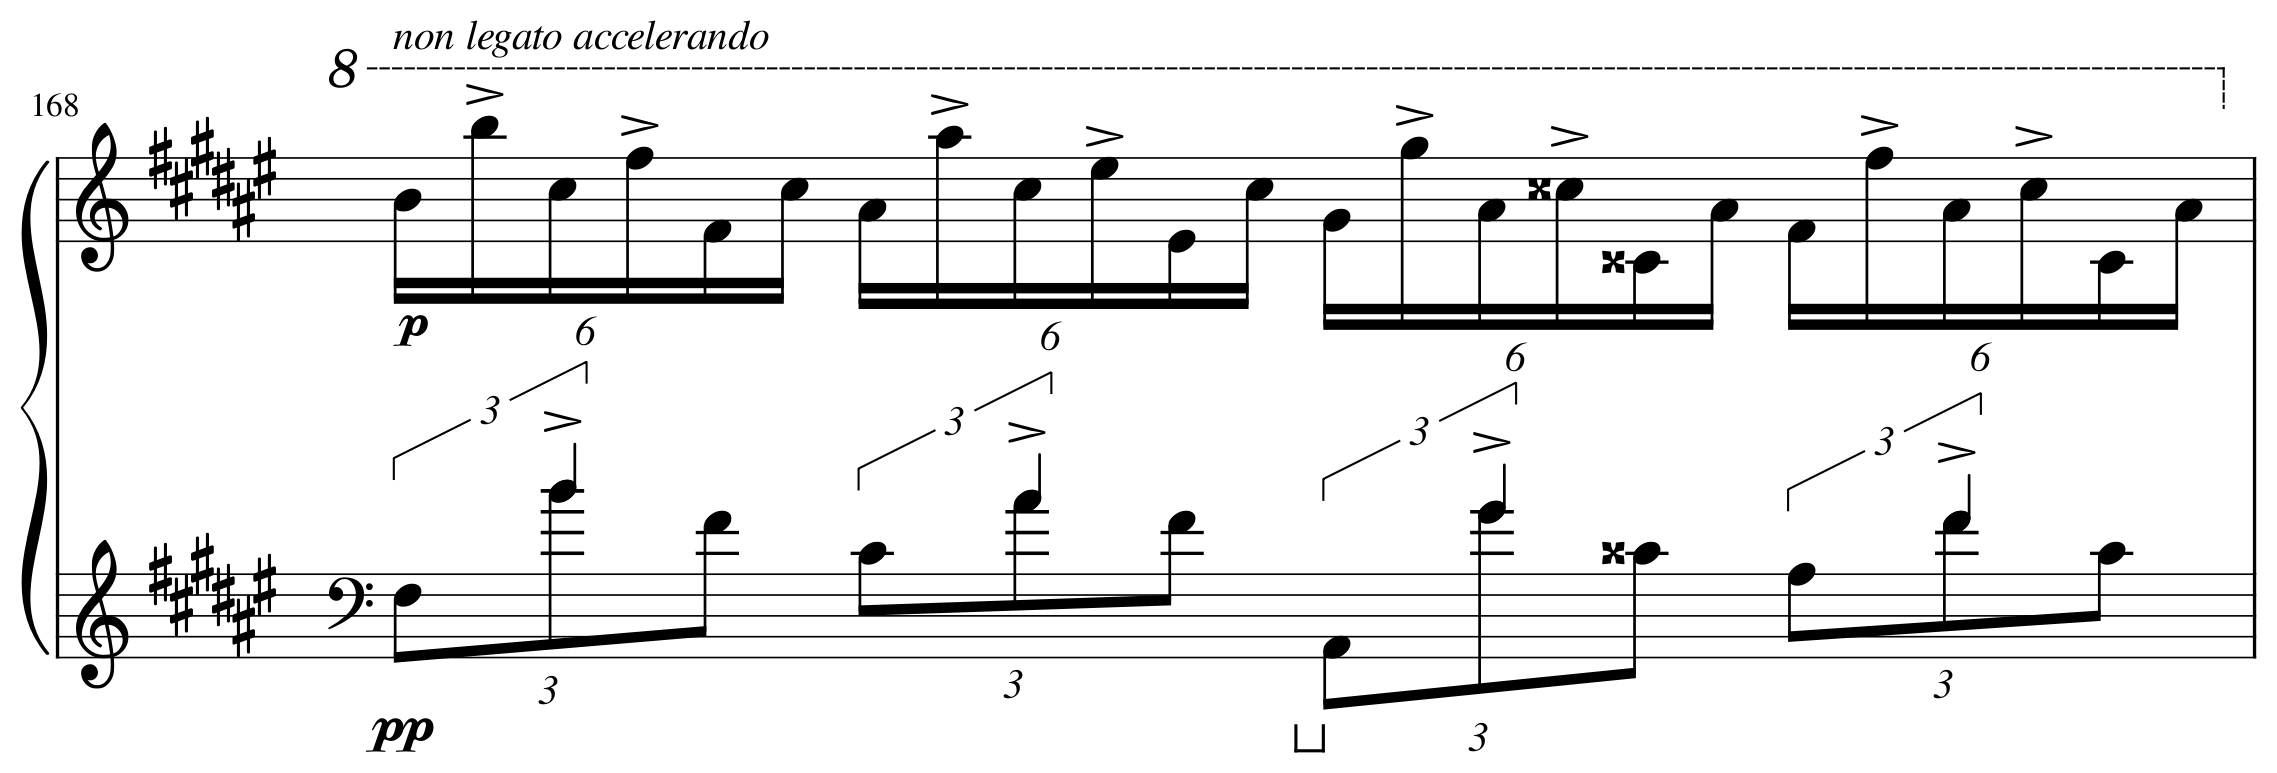 non legato accelerando
8
168
p
6 6 6 6
3 3 3 3
3 3 3 3
pp